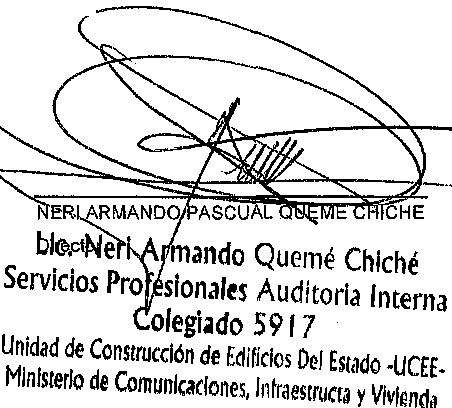 NERI ARMANDO PASCUAL QUEME CHICHE
Lic. Neri Armando Quemé Chiché
Servicios Profesionales Auditoria Interna
Colegiado 5917
Unidad de Construcción de Edificios Del Estado -UCEE-
Ministerio de Comunicaciones, Infraestructa y Vivienda